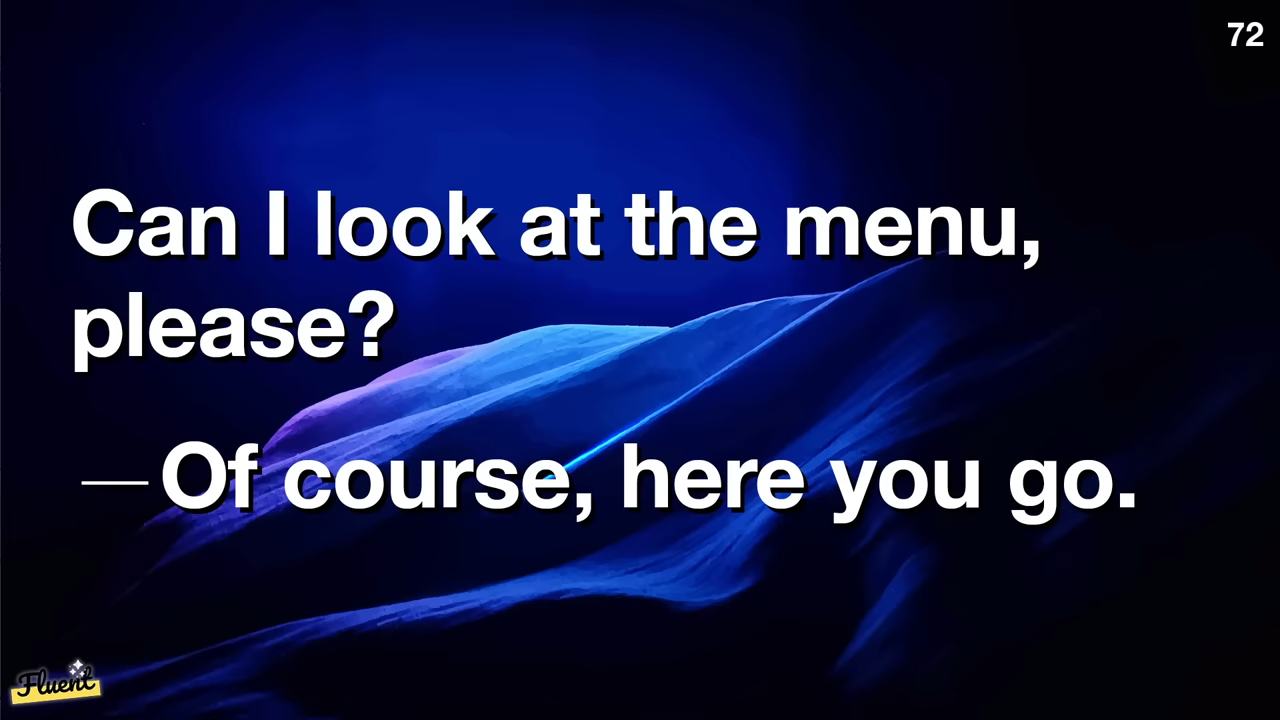 72
Can I look at the menu,
please?
— Of course, here you go.
Fluent